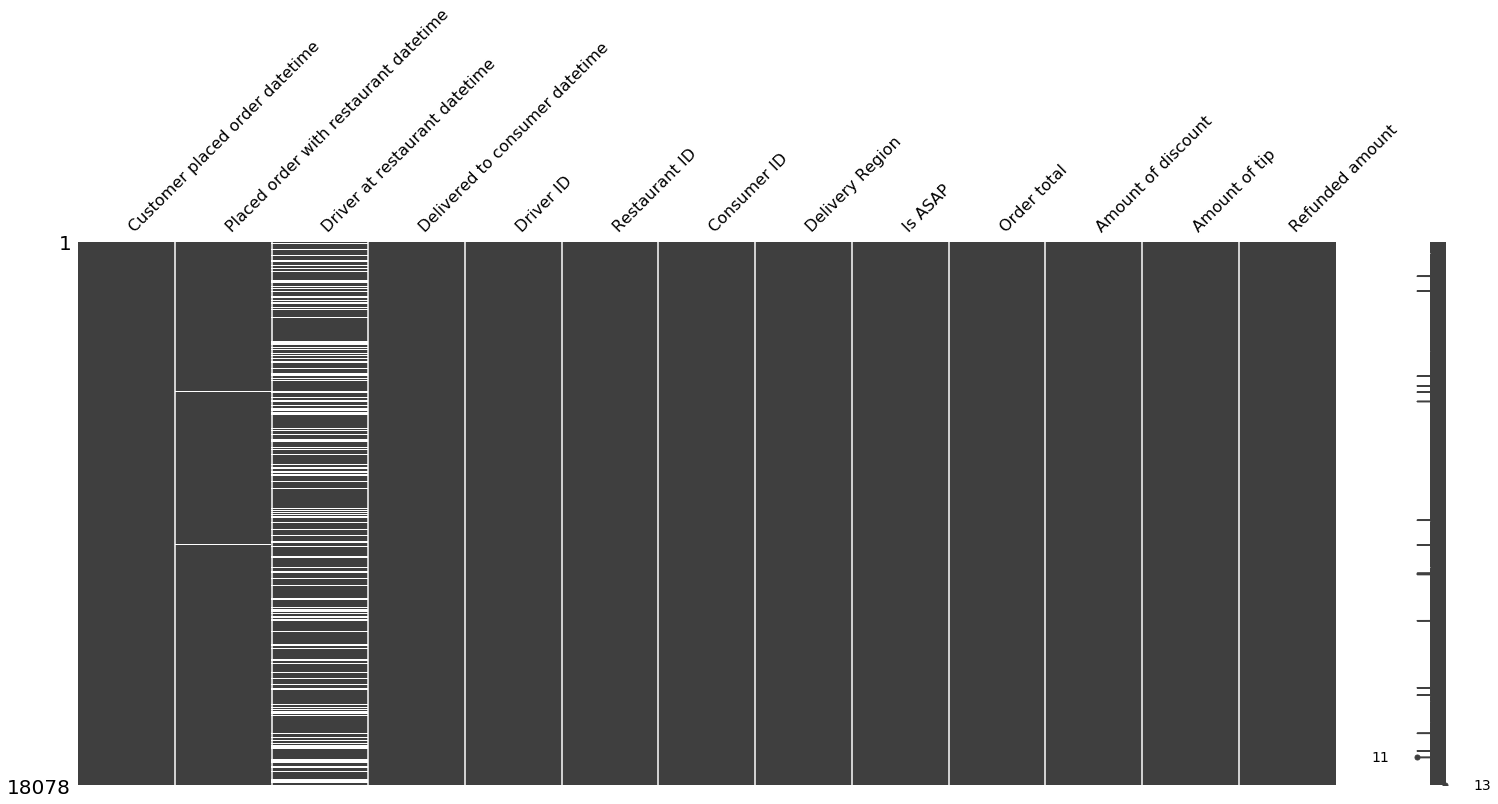 Customer placed order datetime
Placed order with restaurant datetime
Driver at restaurant datetime
Delivered to consumer datetime
Driver ID
Restaurant ID
Consumer ID
Delivery Region
Is ASAP
Order total
Amount of discount
Amount of tip
Refunded amount
1
18078
11
13